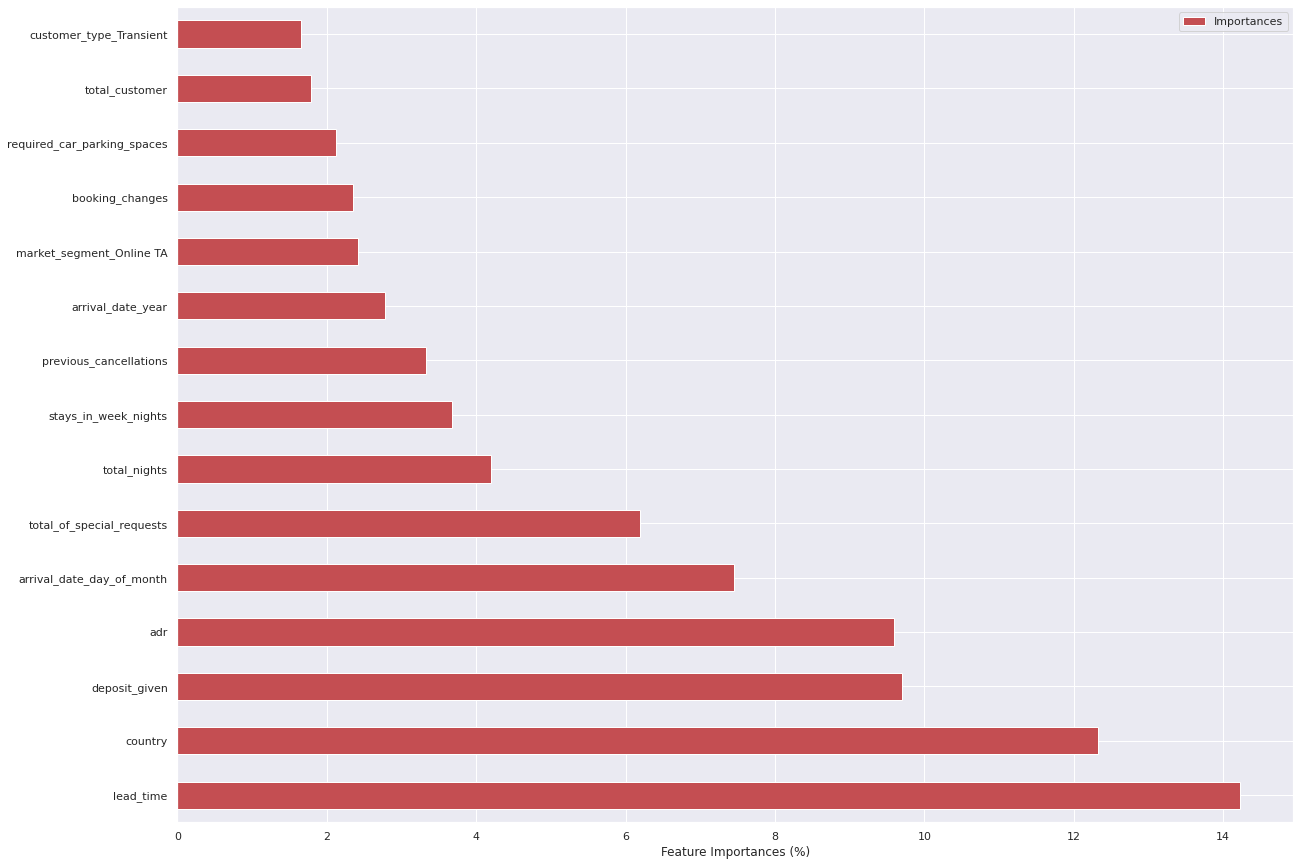 Importances
customer_type_Transient
total_customer
required_car_parking_spaces
booking_changes
market_segment_Online TA
arrival_date_year
previous_cancellations
stays_in_week_nights
total_nights
total_of_special_requests
arrival_date_day_of_month
adr
deposit_given
country
lead_time
0 2 4 6 8 10 12 14
Feature Importances (%)